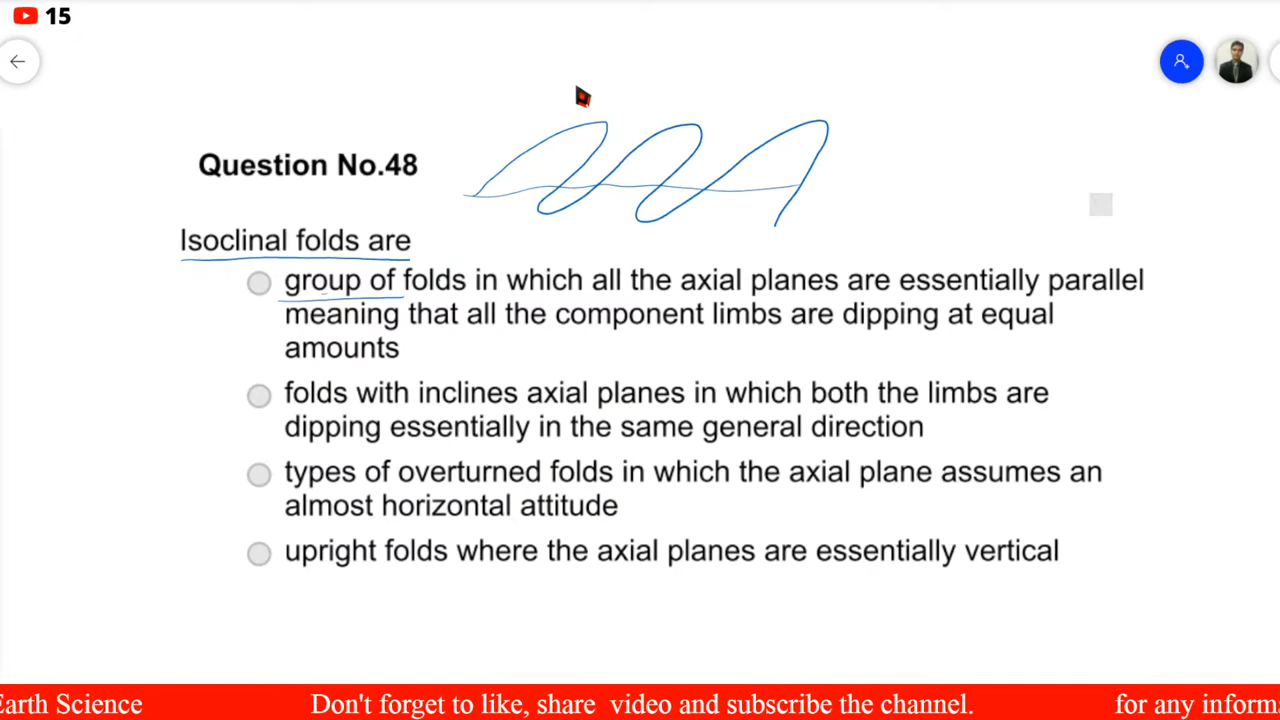 15
Question No.48
Isoclinal folds are
group of folds in which all the axial planes are essentially parallel
meaning that all the component limbs are dipping at equal
amounts
folds with inclines axial planes in which both the limbs are
dipping essentially in the same general direction
types of overturned folds in which the axial plane assumes an
almost horizontal attitude
upright folds where the axial planes are essentially vertical
Earth Science Don't forget to like, share video and subscribe the channel. for any